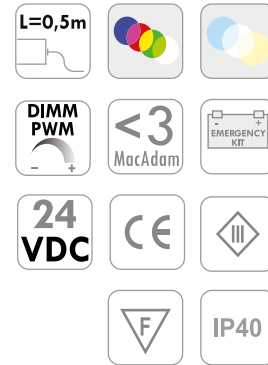 L=0,5m
DIMM
PWM
- +
<3
MacAdam
- +
EMERGENCY
KIT
24
VDC
CE
III
F
IP40